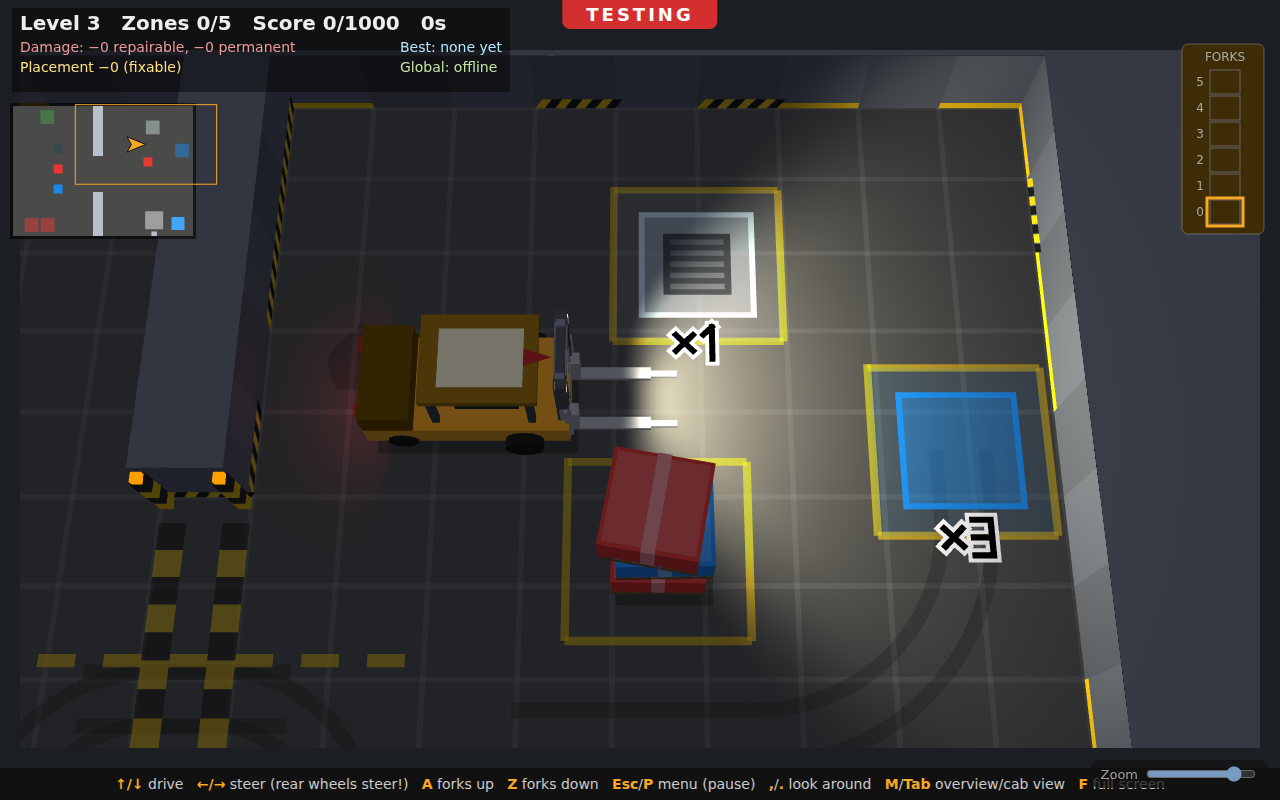 TESTING
Level 3 Zones 0/5 Score 0/1000 0s
Damage: −0 repairable, −0 permanent Best: none yet
Placement −0 (fixable) Global: offline
FORKS
5
4
3
2
1
0
×1
×3
Zoom
↑/↓ drive ←/→ steer (rear wheels steer!) A forks up Z forks down Esc/P menu (pause) ,/. look around M/Tab overview/cab view F full screen